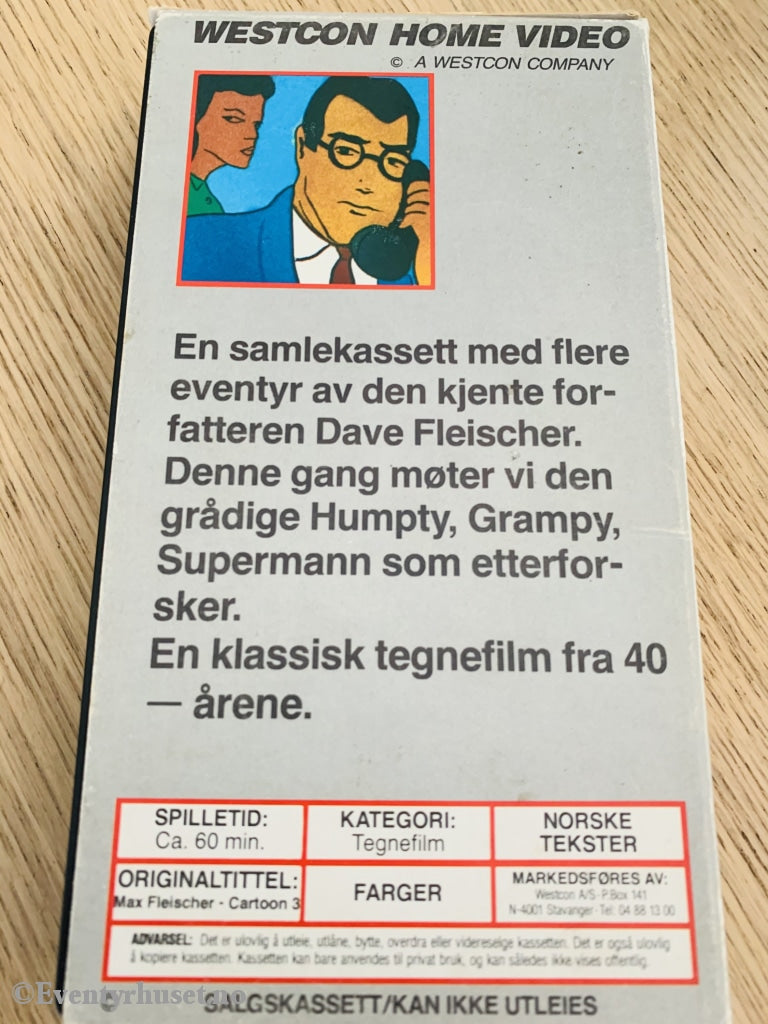 WESTCON HOME VIDEO
© A WESTCON COMPANY
En samlekassett med flere
eventyr av den kjente for-
fatteren Dave Fleischer.
Denne gang møter vi den
grådige Humpty, Grampy,
Supermann som etterfor-
sker.
En klassisk tegnefilm fra 40
— årene.
SPILLETID:
Ca. 60 min.
KATEGORI:
Tegnefilm
NORSKE
TEKSTER
ORIGINALTITTEL:
Max Fleischer - Cartoon 3
FARGER
MARKEDSFØRES AV:
Westcon A/S - P.Box 141
N-4001 Stavanger - Tel. 04 88 13 00
ADVARSEL: Det er ulovlig å utleie, utlåne, bytte, overdra eller videreselge kassetten. Det er også ulovlig
å kopiere kassetten. Kassetten kan bare anvendes til privat bruk, og kan således ikke vises offentlig.
SALGSKASSETT/KAN IKKE UTLEIES
©Eventyrhuset.no